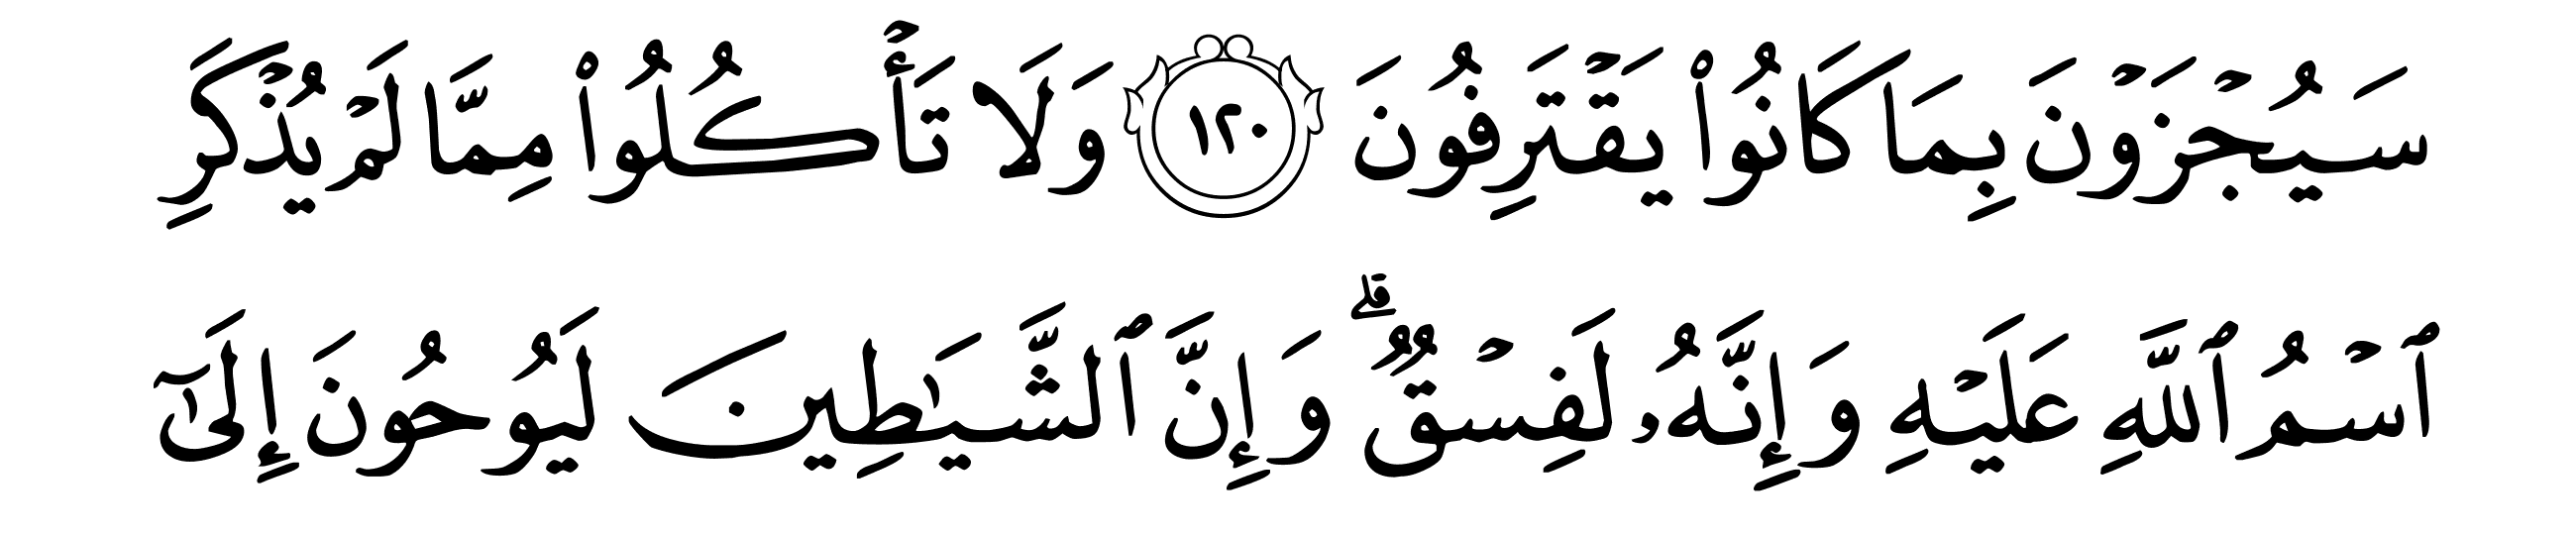 سَيُجۡزَوۡنَ بِمَا كَانُواْ يَقۡتَرِفُونَ ١٢٠ وَلَا تَأۡكُلُواْ مِمَّا لَمۡ يُذۡكَرِ
ٱسۡمُ ٱللَّهِ عَلَيۡهِ وَإِنَّهُۥ لَفِسۡقٞۗ وَإِنَّ ٱلشَّيَٰطِينَ لَيُوحُونَ إِلَىٰٓ